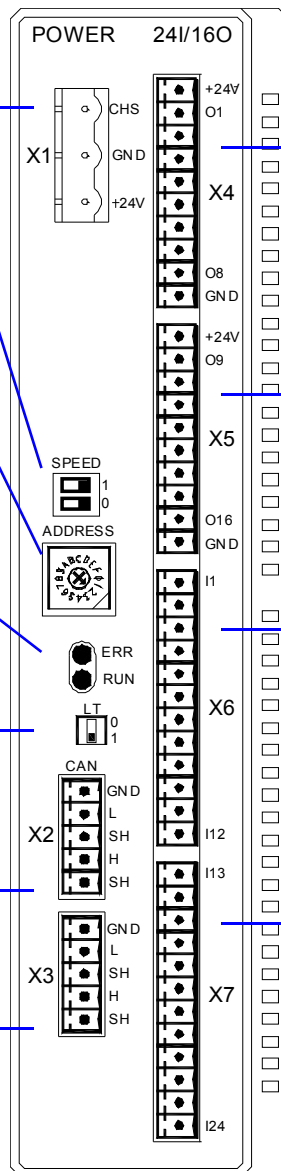 POWER 24I/16O
CHS
X1
GND
+24V
+24V
O1
X4
O8
GND
+24V
O9
X5
O16
GND
SPEED
1
0
ADDRESS
ERR
RUN
LT
0
1
CAN
X2
GND
L
SH
H
SH
X3
GND
L
SH
H
SH
I1
X6
I12
I13
X7
I24